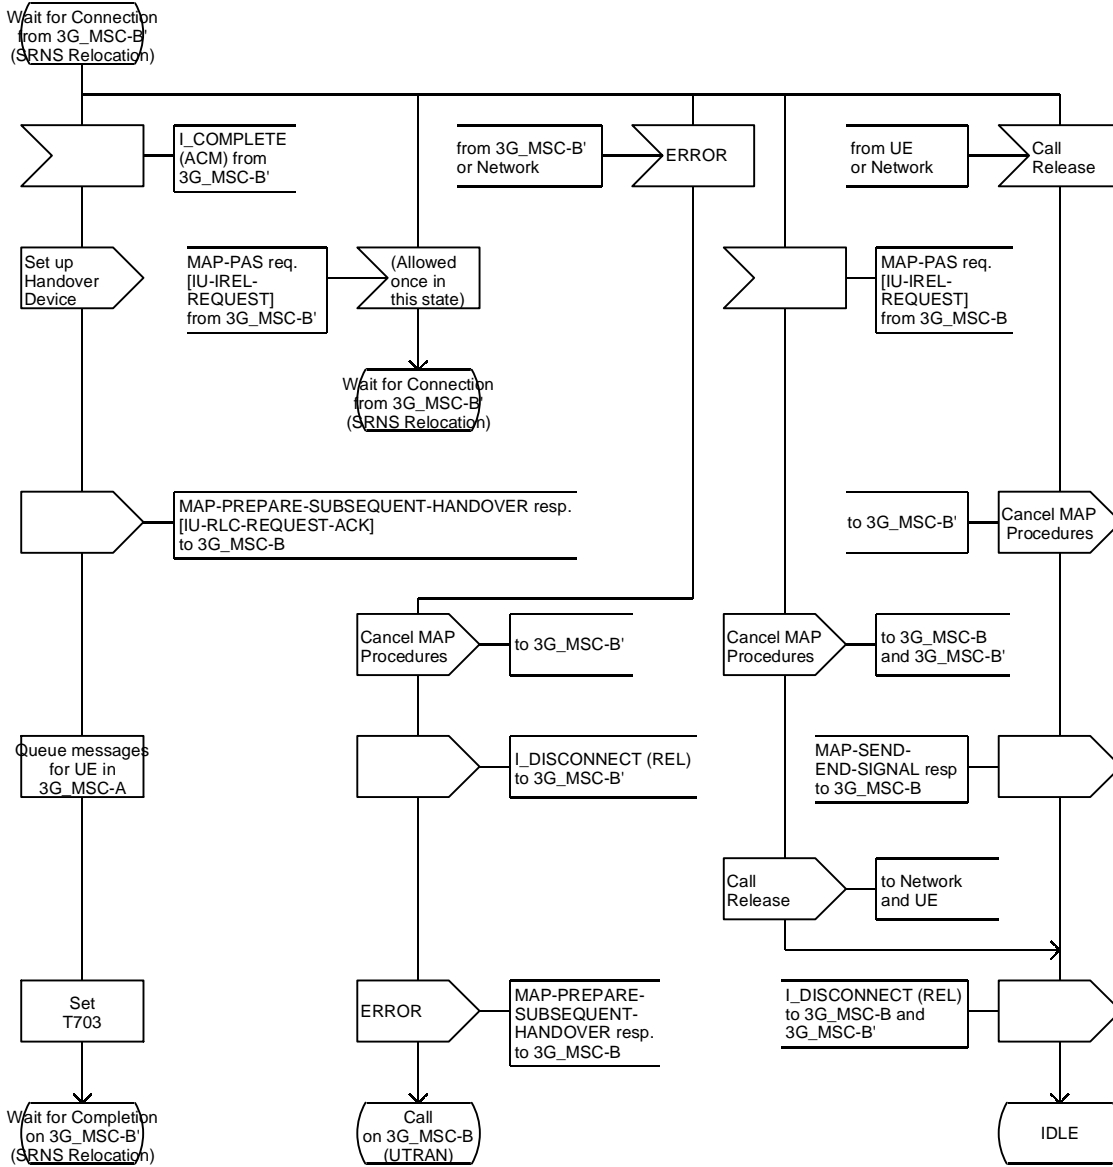 Wait for Connection
from 3G_MSC-B'
(SRNS Relocation)
I_COMPLETE
(ACM) from
3G_MSC-B'
from 3G_MSC-B'
or Network
ERROR
from UE
or Network
Call
Release
Set up
Handover
Device
MAP-PAS req.
[IU-IREL-
REQUEST]
from 3G_MSC-B'
(Allowed
once in
this state)
MAP-PAS req.
[IU-IREL-
REQUEST]
from 3G_MSC-B
Wait for Connection
from 3G_MSC-B'
(SRNS Relocation)
MAP-PREPARE-SUBSEQUENT-HANDOVER resp.
[IU-RLC-REQUEST-ACK]
to 3G_MSC-B
to 3G_MSC-B'
Cancel MAP
Procedures
Cancel MAP
Procedures
to 3G_MSC-B'
Cancel MAP
Procedures
to 3G_MSC-B
and 3G_MSC-B'
Queue messages
for UE in
3G_MSC-A
I_DISCONNECT (REL)
to 3G_MSC-B'
MAP-SEND-
END-SIGNAL resp
to 3G_MSC-B
Call
Release
to Network
and UE
Set
T703
ERROR
MAP-PREPARE-
SUBSEQUENT-
HANDOVER resp.
to 3G_MSC-B
I_DISCONNECT (REL)
to 3G_MSC-B and
3G_MSC-B'
Wait for Completion
on 3G_MSC-B'
(SRNS Relocation)
Call
on 3G_MSC-B
(UTRAN)
IDLE